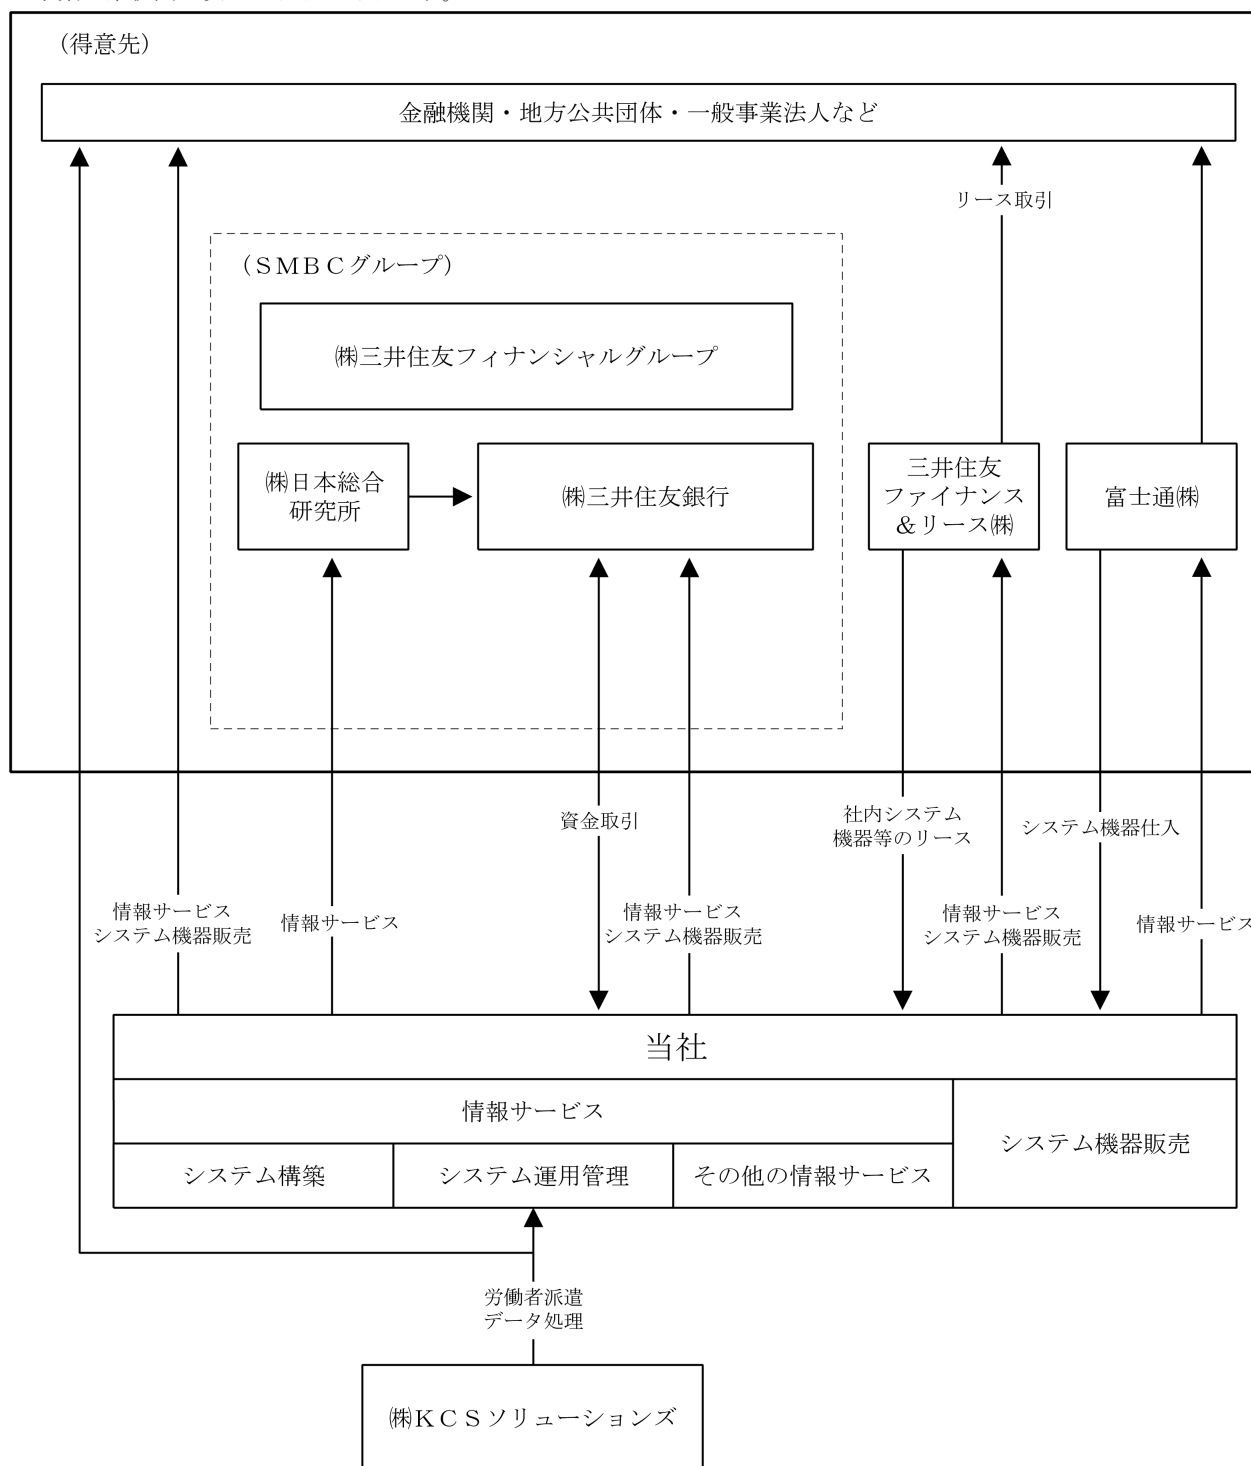 （得意先）
金融機関・地方公共団体・一般事業法人など
リース取引
（ＳＭＢＣグループ）
㈱三井住友フィナンシャルグループ
㈱日本総合
研究所
㈱三井住友銀行
三井住友
ファイナンス
＆リース㈱
富士通㈱
資金取引
社内システム
機器等のリース
システム機器仕入
情報サービス
システム機器販売
情報サービス
情報サービス
システム機器販売
情報サービス
システム機器販売
情報サービス
当社
情報サービス
システム機器販売
システム構築
システム運用管理
その他の情報サービス
労働者派遣
データ処理
㈱ＫＣＳソリューションズ